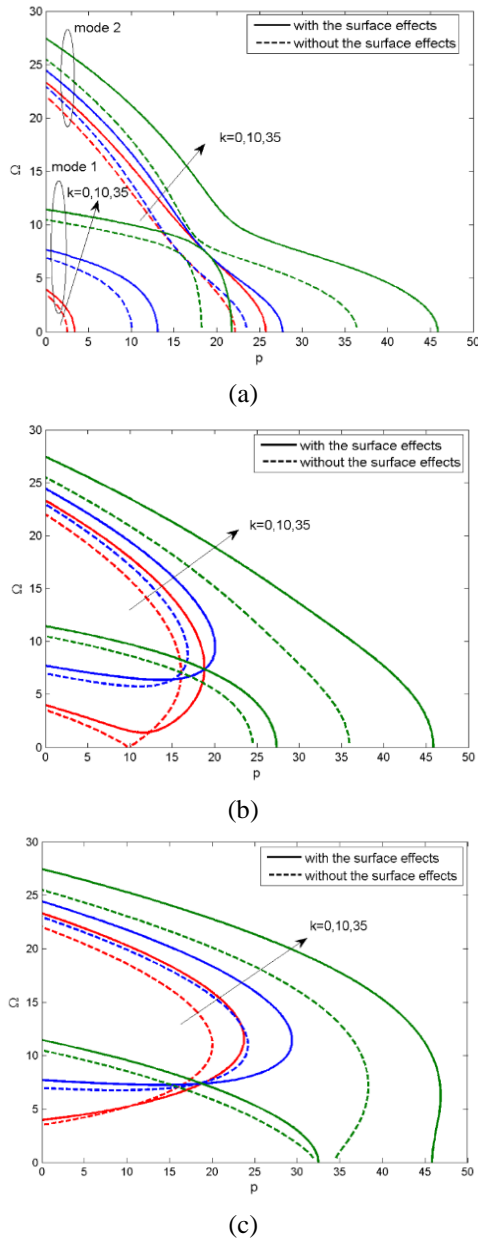 30
25
20
15
10
5
0
Ω
mode 2
mode 1
k=0,10,35
k=0,10,35
with the surface effects
without the surface effects
0 5 10 15 20 25 30 35 40 45 50
p
(a)
30
25
20
15
10
5
0
Ω
with the surface effects
without the surface effects
k=0,10,35
0 5 10 15 20 25 30 35 40 45 50
p
(b)
30
25
20
15
10
5
0
Ω
with the surface effects
without the surface effects
k=0,10,35
0 5 10 15 20 25 30 35 40 45 50
p
(c)